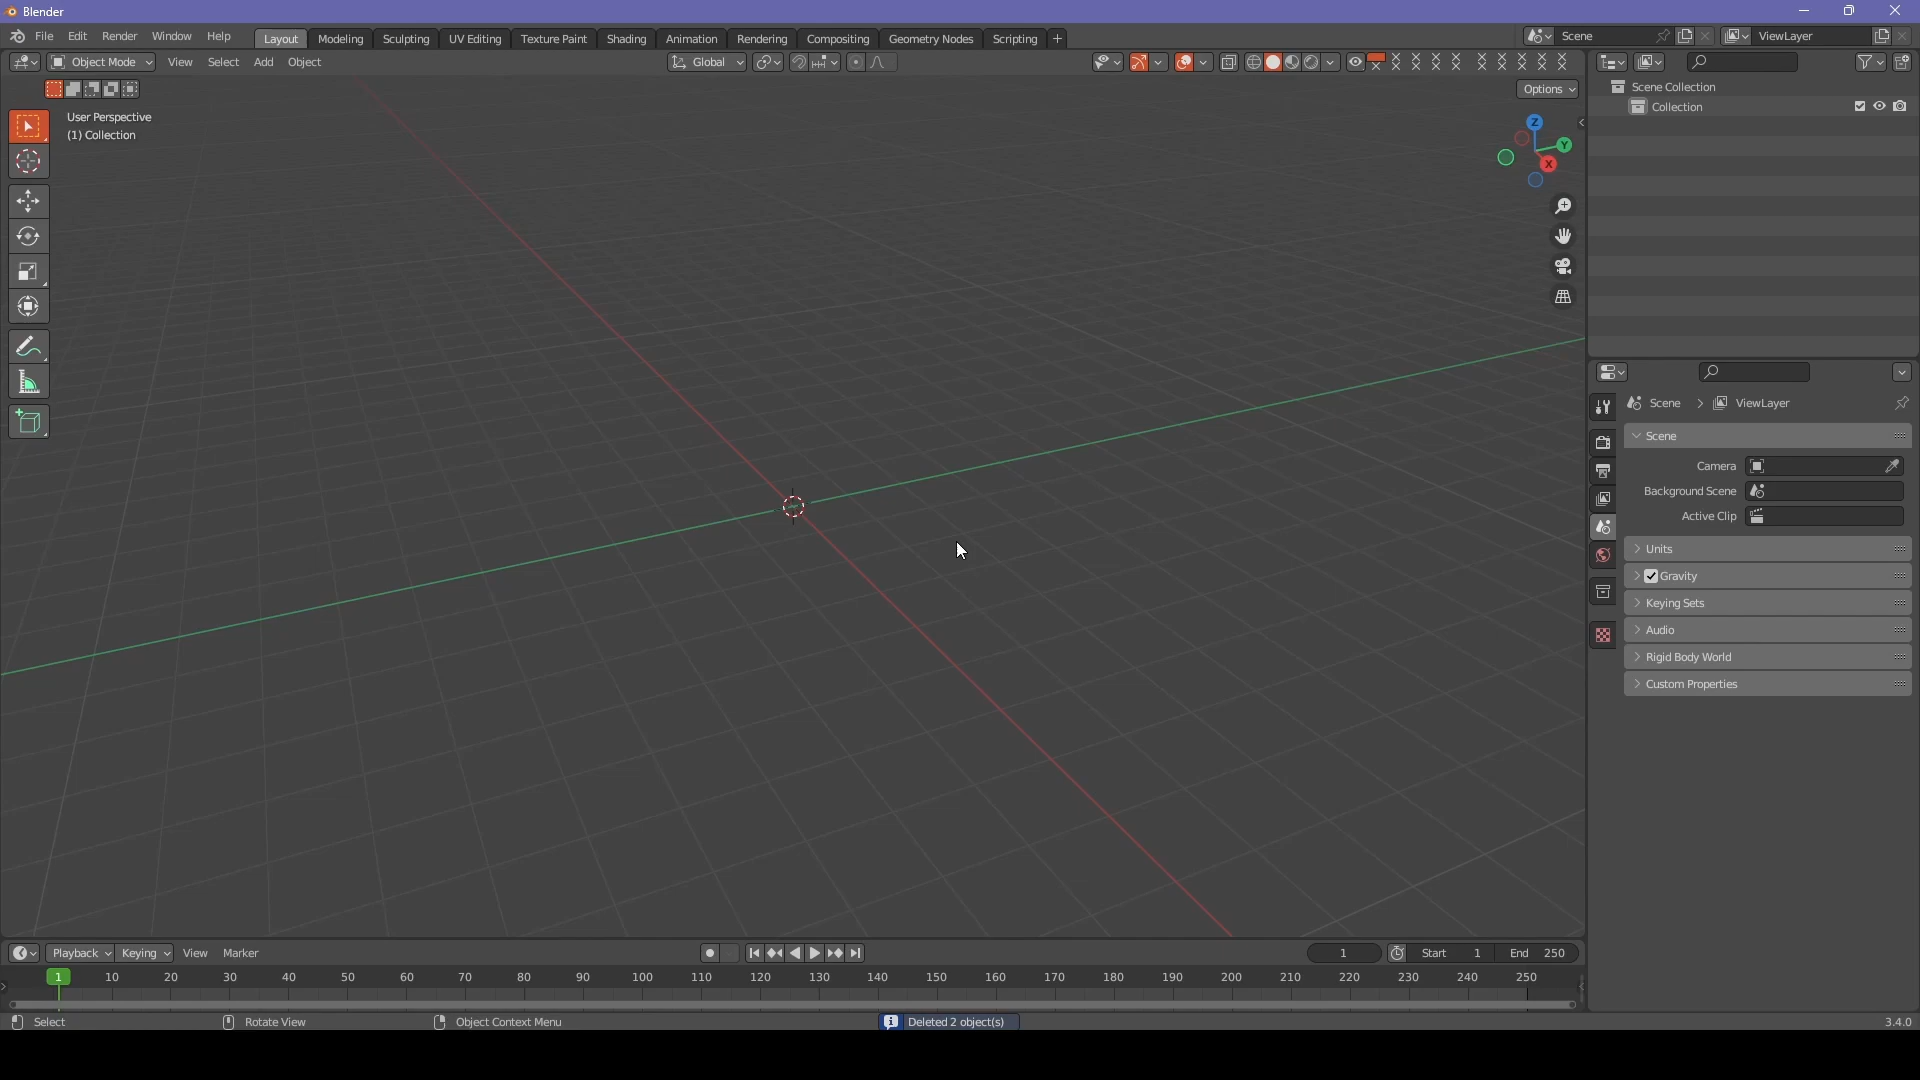 Blender
File Edit Render Window Help Layout Modeling Sculpting UV Editing Texture Paint Shading Animation Rendering Compositing Geometry Nodes Scripting + Scene ViewLayer
Object Mode View Select Add Object Global
Options
User Perspective
(1) Collection
Z
Y
X
Scene Collection
Collection
Scene > ViewLayer
Scene
Camera
Background Scene
Active Clip
Units
Gravity
Keying Sets
Audio
Rigid Body World
Custom Properties
Playback Keying View Marker 1 Start 1 End 250
1 10 20 30 40 50 60 70 80 90 100 110 120 130 140 150 160 170 180 190 200 210 220 230 240 250
Select Rotate View Object Context Menu Deleted 2 object(s) 3.4.0